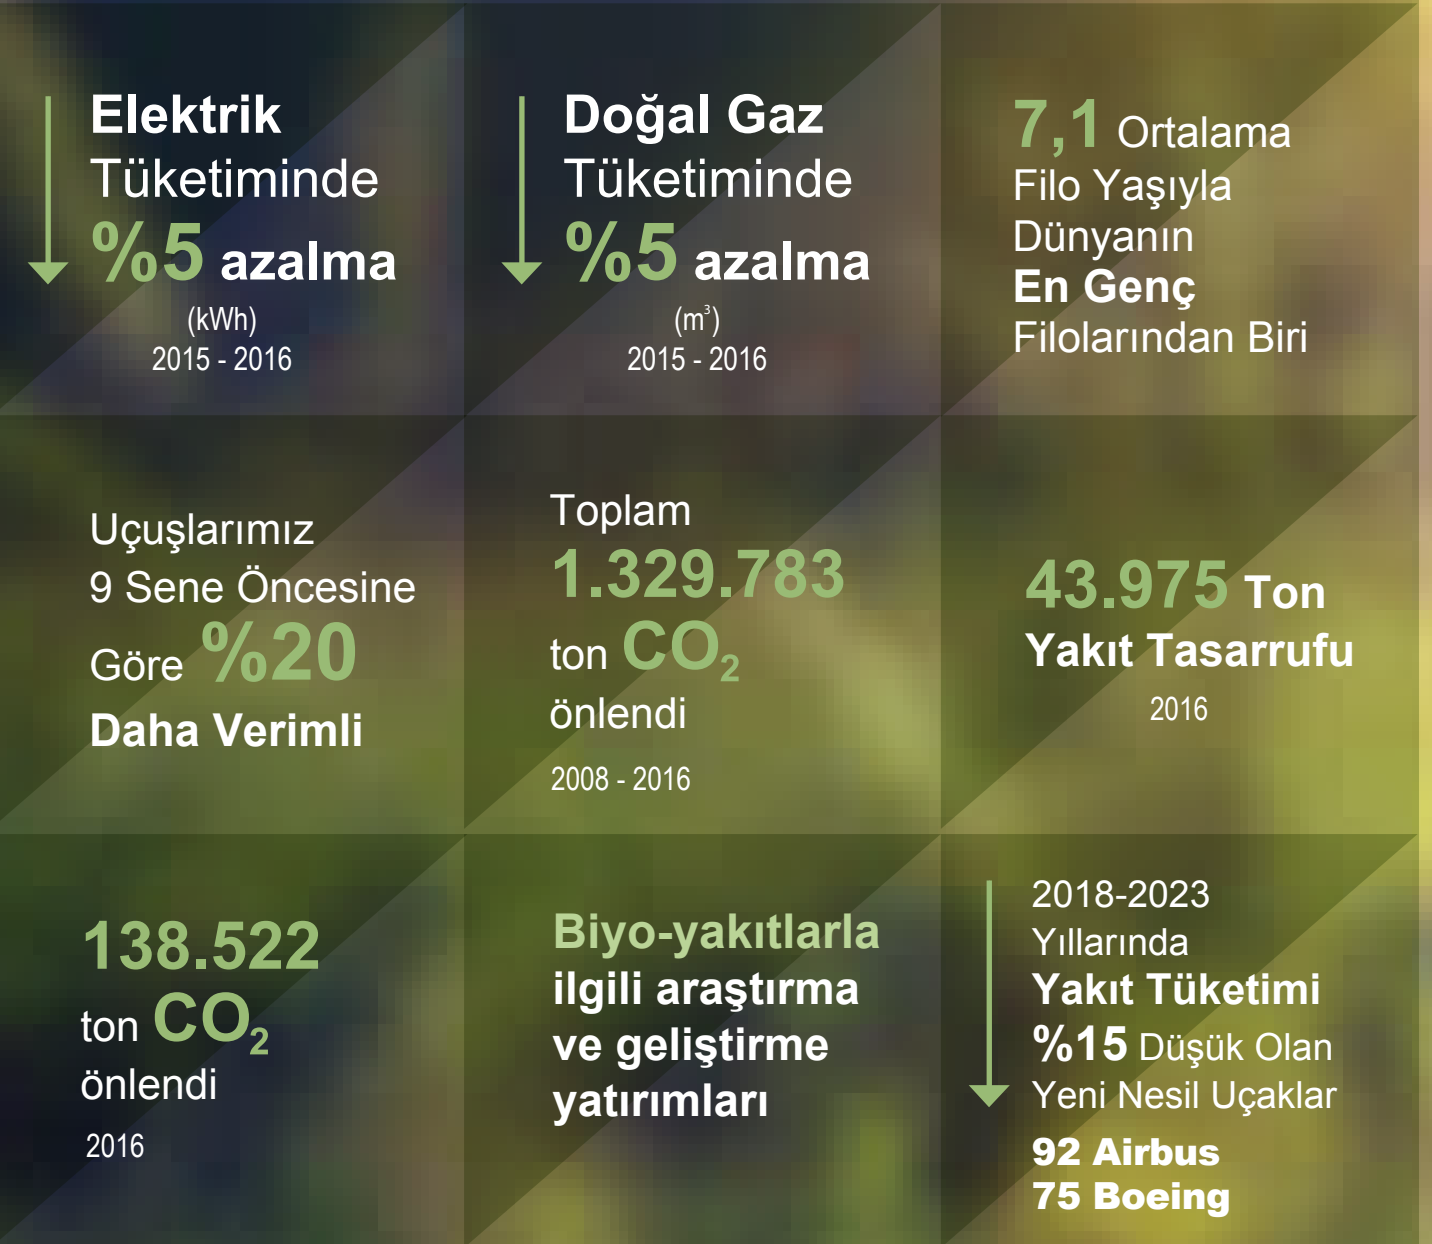 Elektrik
Tüketiminde
%5 azalma
(kWh)
2015 - 2016
Doğal Gaz
Tüketiminde
%5 azalma
(m³)
2015 - 2016
7,1 Ortalama
Filo Yaşıyla
Dünyanın
En Genç
Filolarından Biri
Uçuşlarımız
9 Sene Öncesine
Göre %20
Daha Verimli
Toplam
1.329.783
ton CO₂
önlendi
2008 - 2016
43.975 Ton
Yakıt Tasarrufu
2016
138.522
ton CO₂
önlendi
2016
Biyo-yakıtlarla
ilgili araştırma
ve geliştirme
yatırımları
2018-2023
Yıllarında
Yakıt Tüketimi
%15 Düşük Olan
Yeni Nesil Uçaklar
92 Airbus
75 Boeing